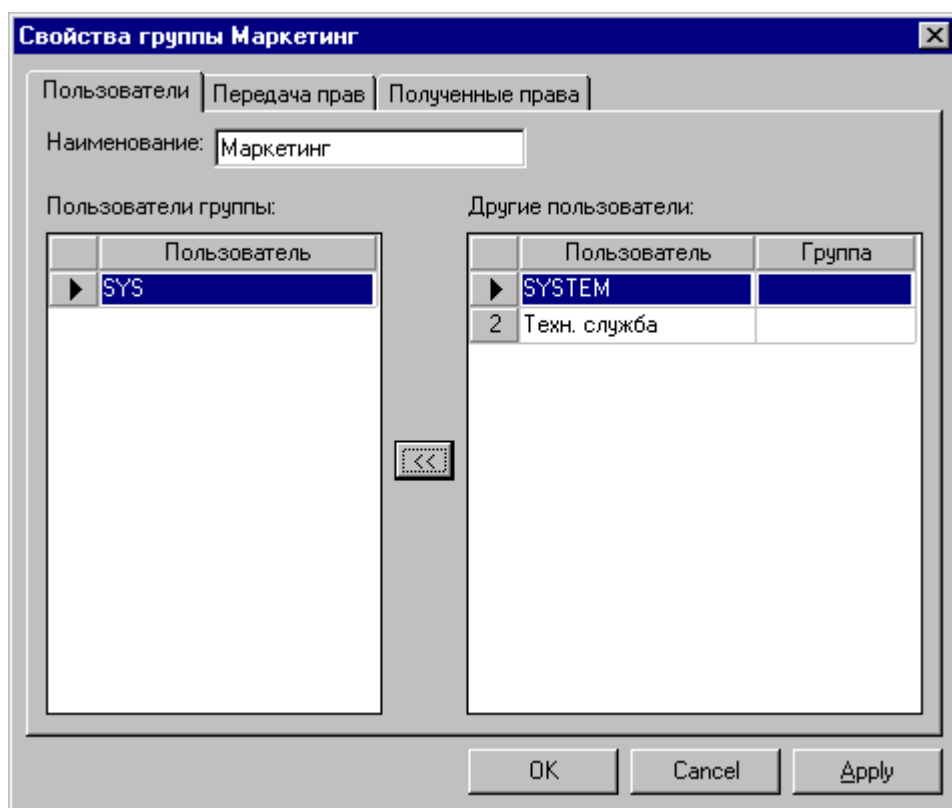 Свойства группы Маркетинг
Пользователи Передача прав Полученные права
Наименование: Маркетинг
Пользователи группы: Другие пользователи:
Пользователь Пользователь Группа
SYS SYSTEM
2 Техн. служба
<<
OK Cancel Apply